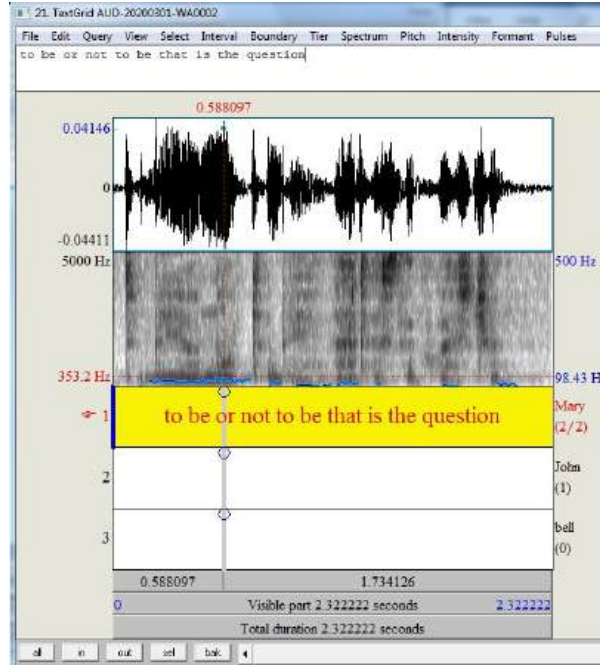 21. TextGrid AUD-20200301-WA0002
File Edit Query View Select Interval Boundary Tier Spectrum Pitch Intensity Formant Pulses
to be or not to be that is the question
0.588097
0.04146
0
-0.04411
5000 Hz
500 Hz
353.2 Hz
98.43 H
1
to be or not to be that is the question
Mary
(2/2)
2
John
(1)
3
bell
(0)
0.588097 1.734126
0 Visible part 2.322222 seconds 2.322222
Total duration 2.322222 seconds
all in out sel bak